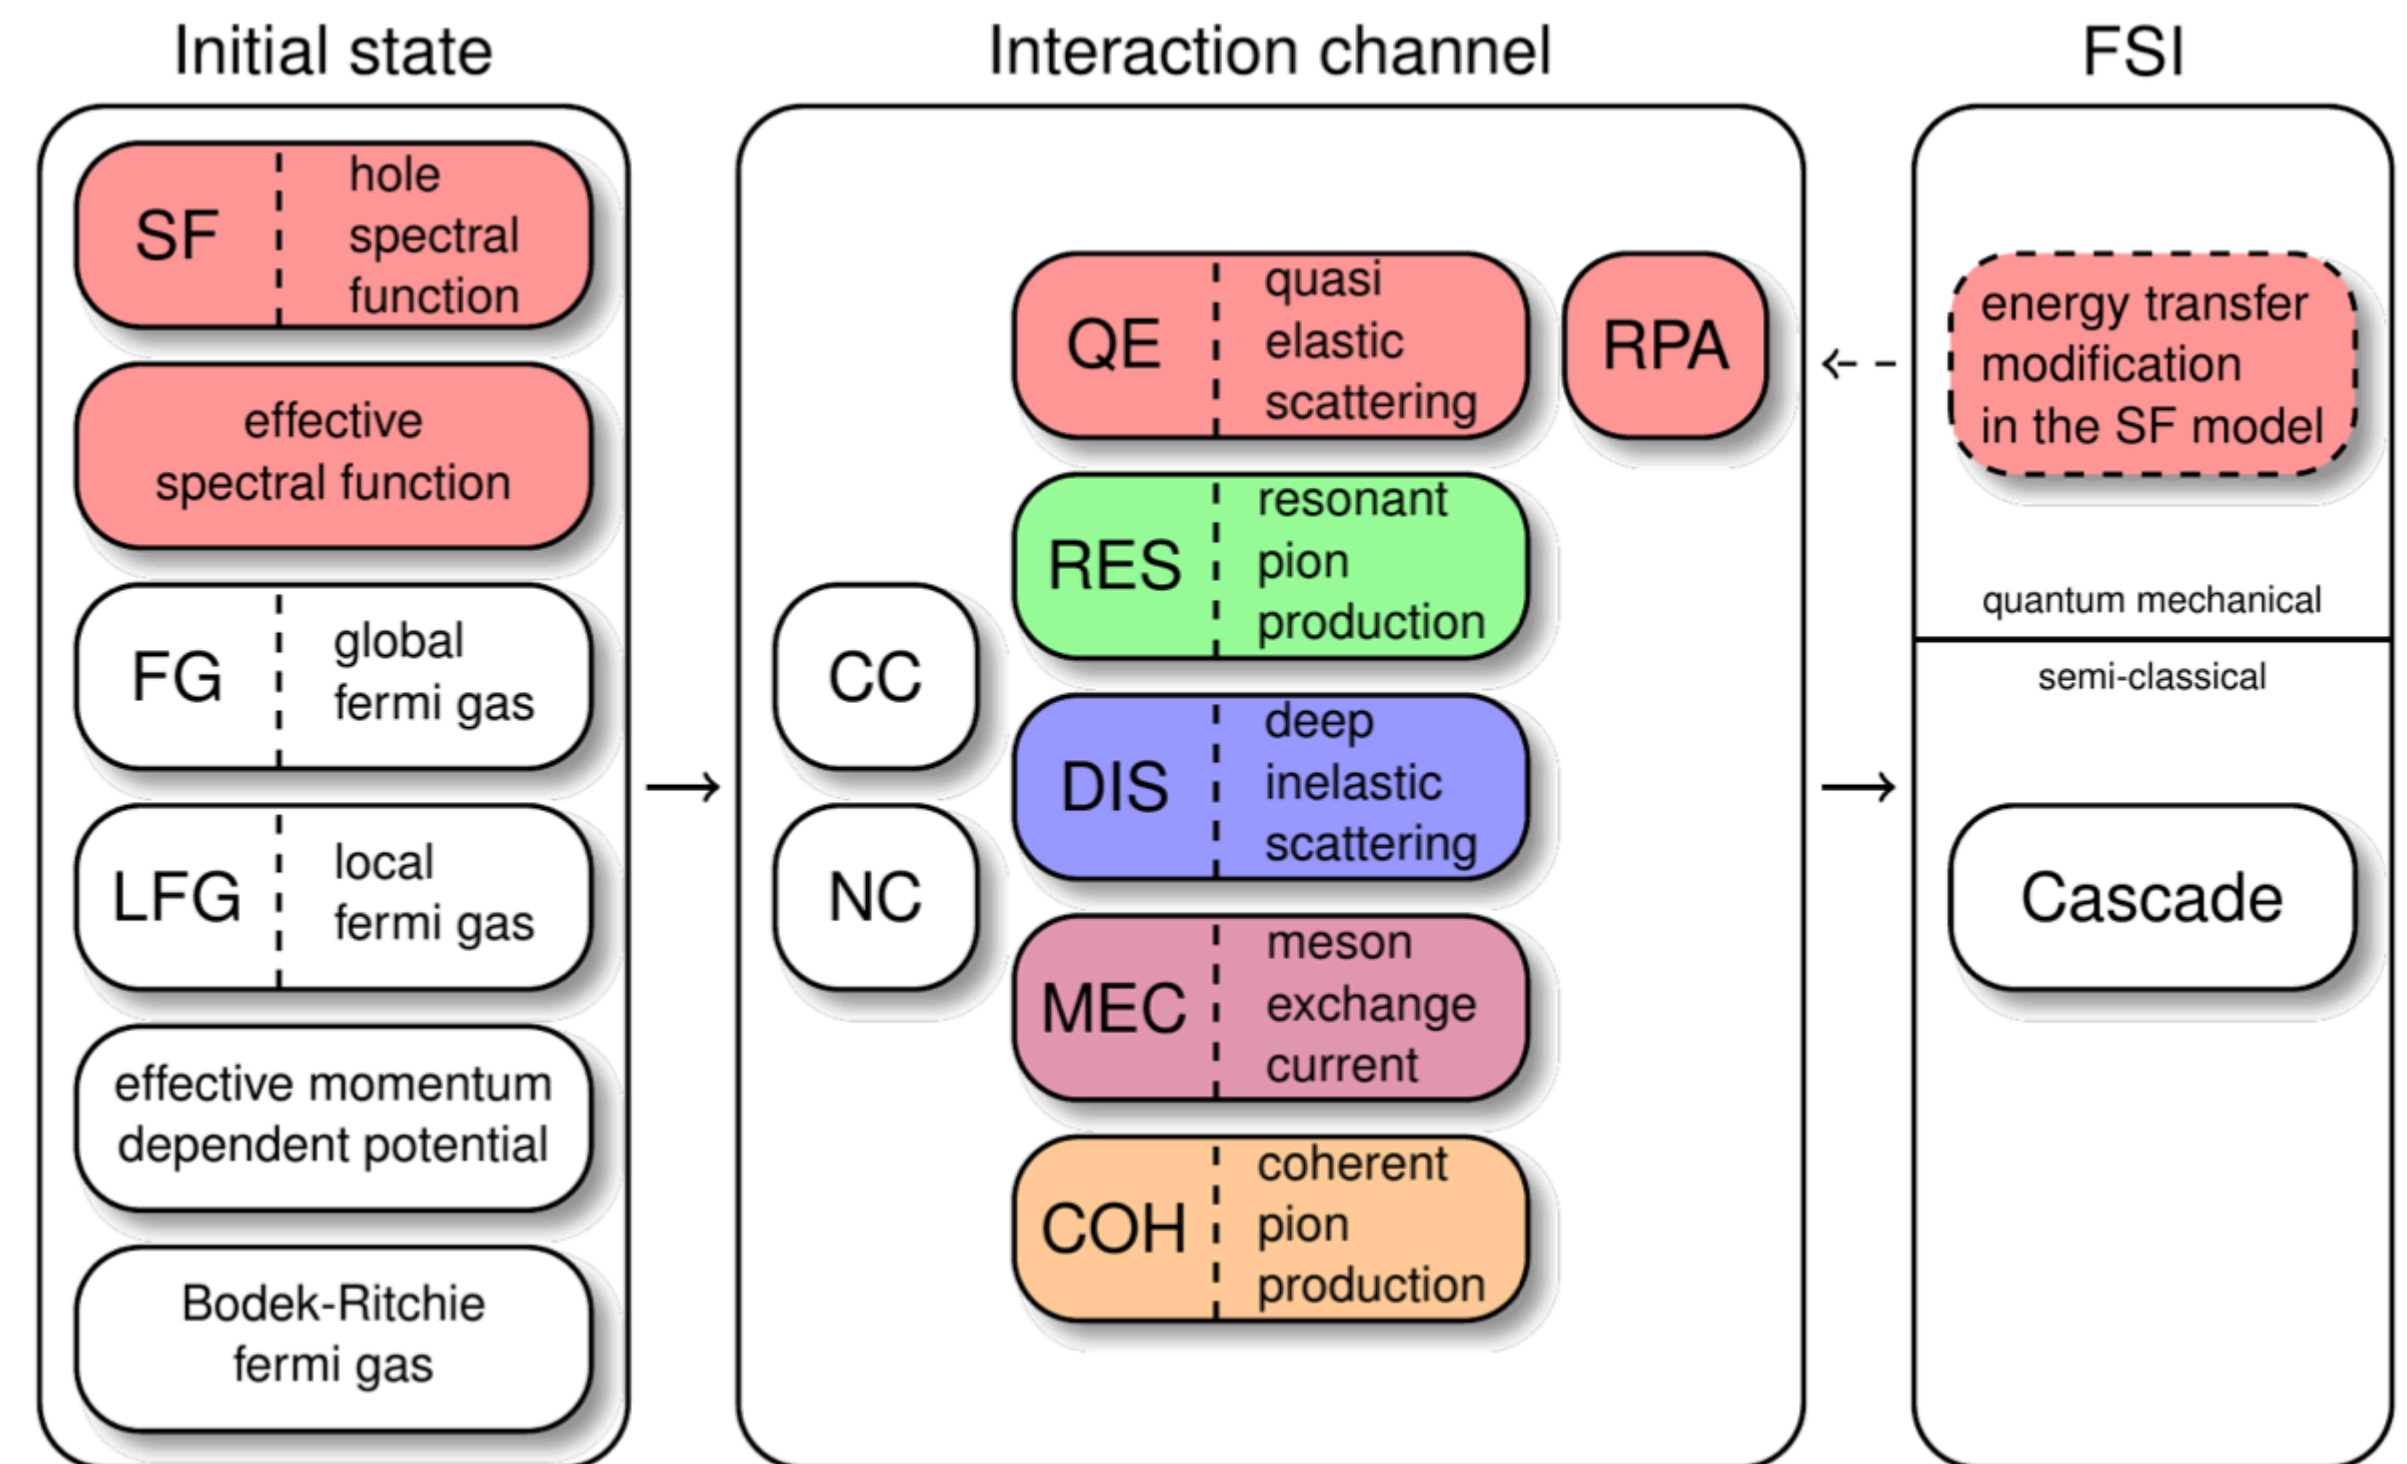 Initial state
SF
hole
spectral
function
effective
spectral function
FG
global
fermi gas
LFG
local
fermi gas
effective momentum
dependent potential
Bodek-Ritchie
fermi gas
Interaction channel
CC
NC
QE
quasi
elastic
scattering
RPA
RES
resonant
pion
production
DIS
deep
inelastic
scattering
MEC
meson
exchange
current
COH
coherent
pion
production
FSI
energy transfer
modification
in the SF model
quantum mechanical
semi-classical
Cascade